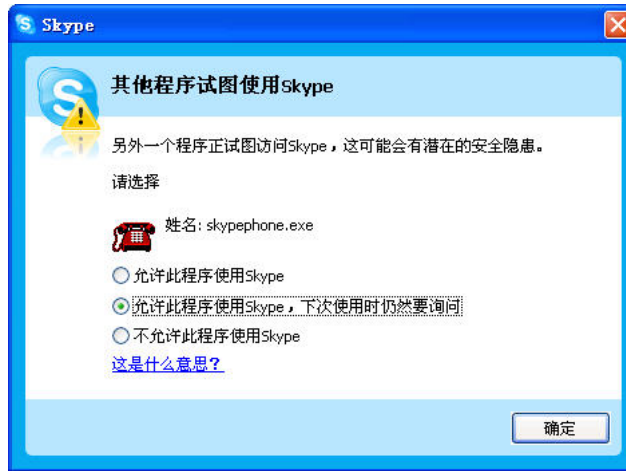 Skype
其他程序试图使用Skype
另外一个程序正试图访问Skype，这可能会有潜在的安全隐患。
请选择
姓名: skypephone.exe
允许此程序使用Skype
允许此程序使用Skype，下次使用时仍然要询问
不允许此程序使用Skype
这是什么意思？
确定